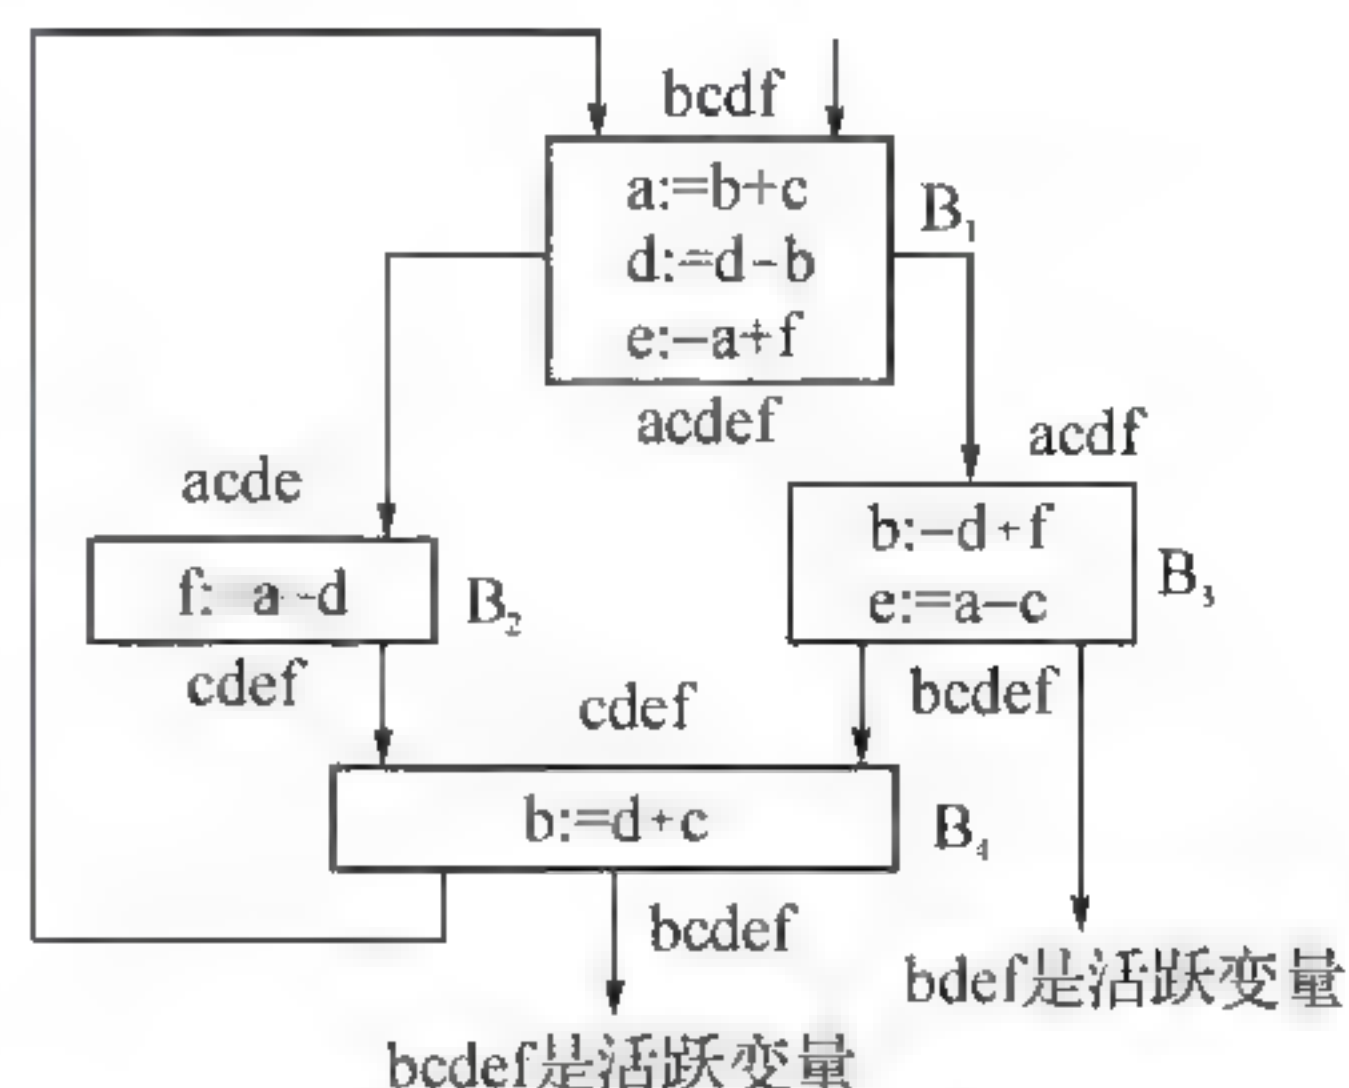 bcdf
a:=b+c
B1
d:=d-b
e:-a+f
acdef
acdf
acde
b:-d+f
B3
e:=a-c
f: a-d
B2
cdef
cdef
bcdef
b:=d+c
B4
bcdef
bdef是活跃变量
bcdef是活跃变量